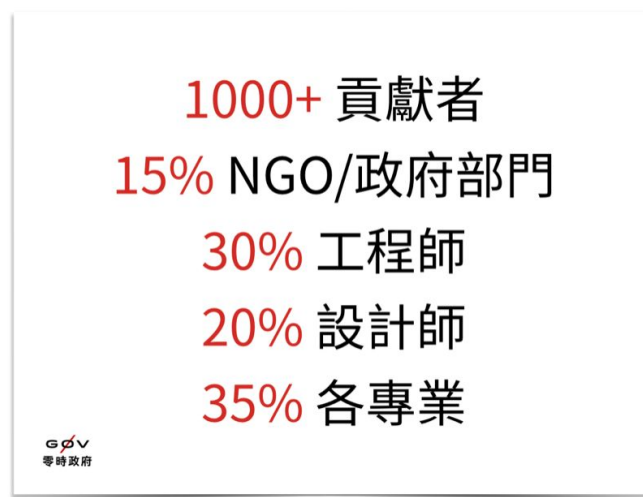 1000+ 貢獻者
15% NGO/政府部門
30% 工程師
20% 設計師
35% 各專業
GØV
零時政府